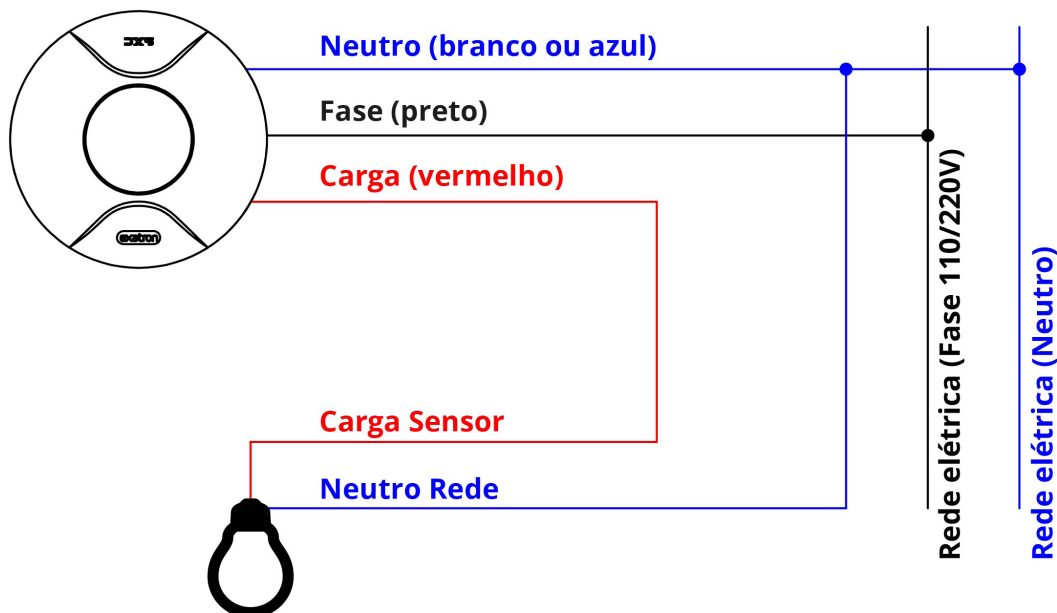 Neutro (branco ou azul)
Fase (preto)
Carga (vermelho)
exatron
Carga Sensor
Neutro Rede
Rede elétrica (Fase 110/220V)
Rede elétrica (Neutro)